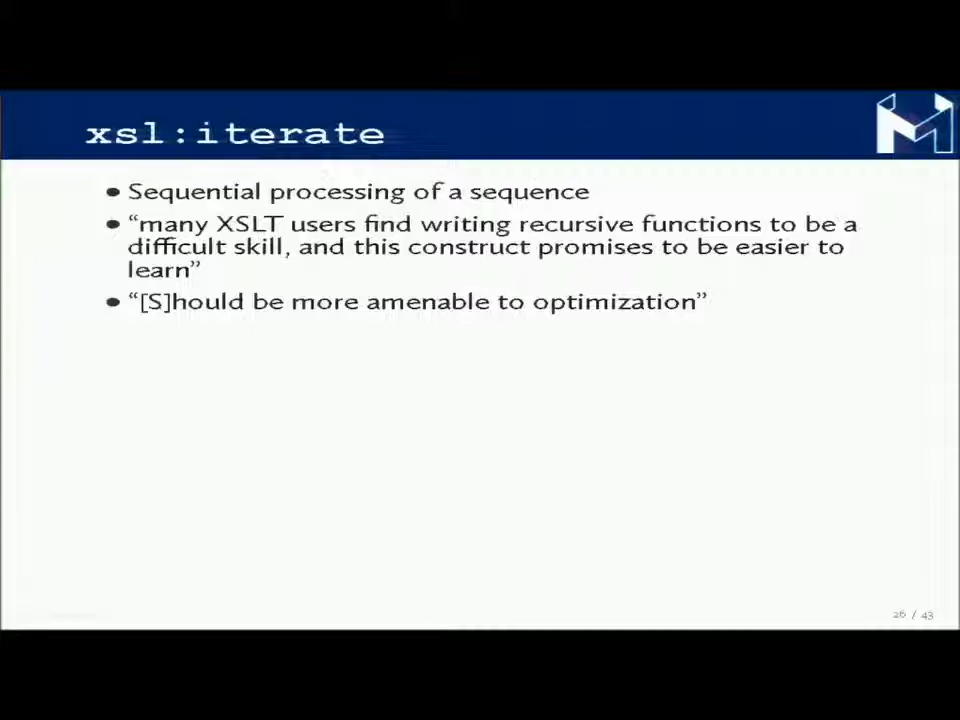 xsl:iterate
• Sequential processing of a sequence
• “many XSLT users find writing recursive functions to be a
difficult skill, and this construct promises to be easier to
learn”
• “[S]hould be more amenable to optimization”
26 / 43